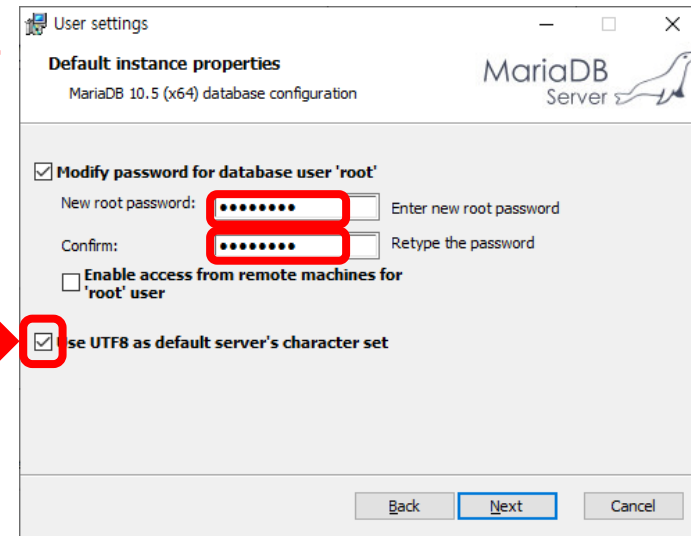 User settings
Default instance properties
MariaDB 10.5 (x64) database configuration
MariaDB
Server
Modify password for database user 'root'
New root password: •••••••• Enter new root password
Confirm: •••••••• Retype the password
Enable access from remote machines for
'root' user
se UTF8 as default server's character set
Back Next Cancel